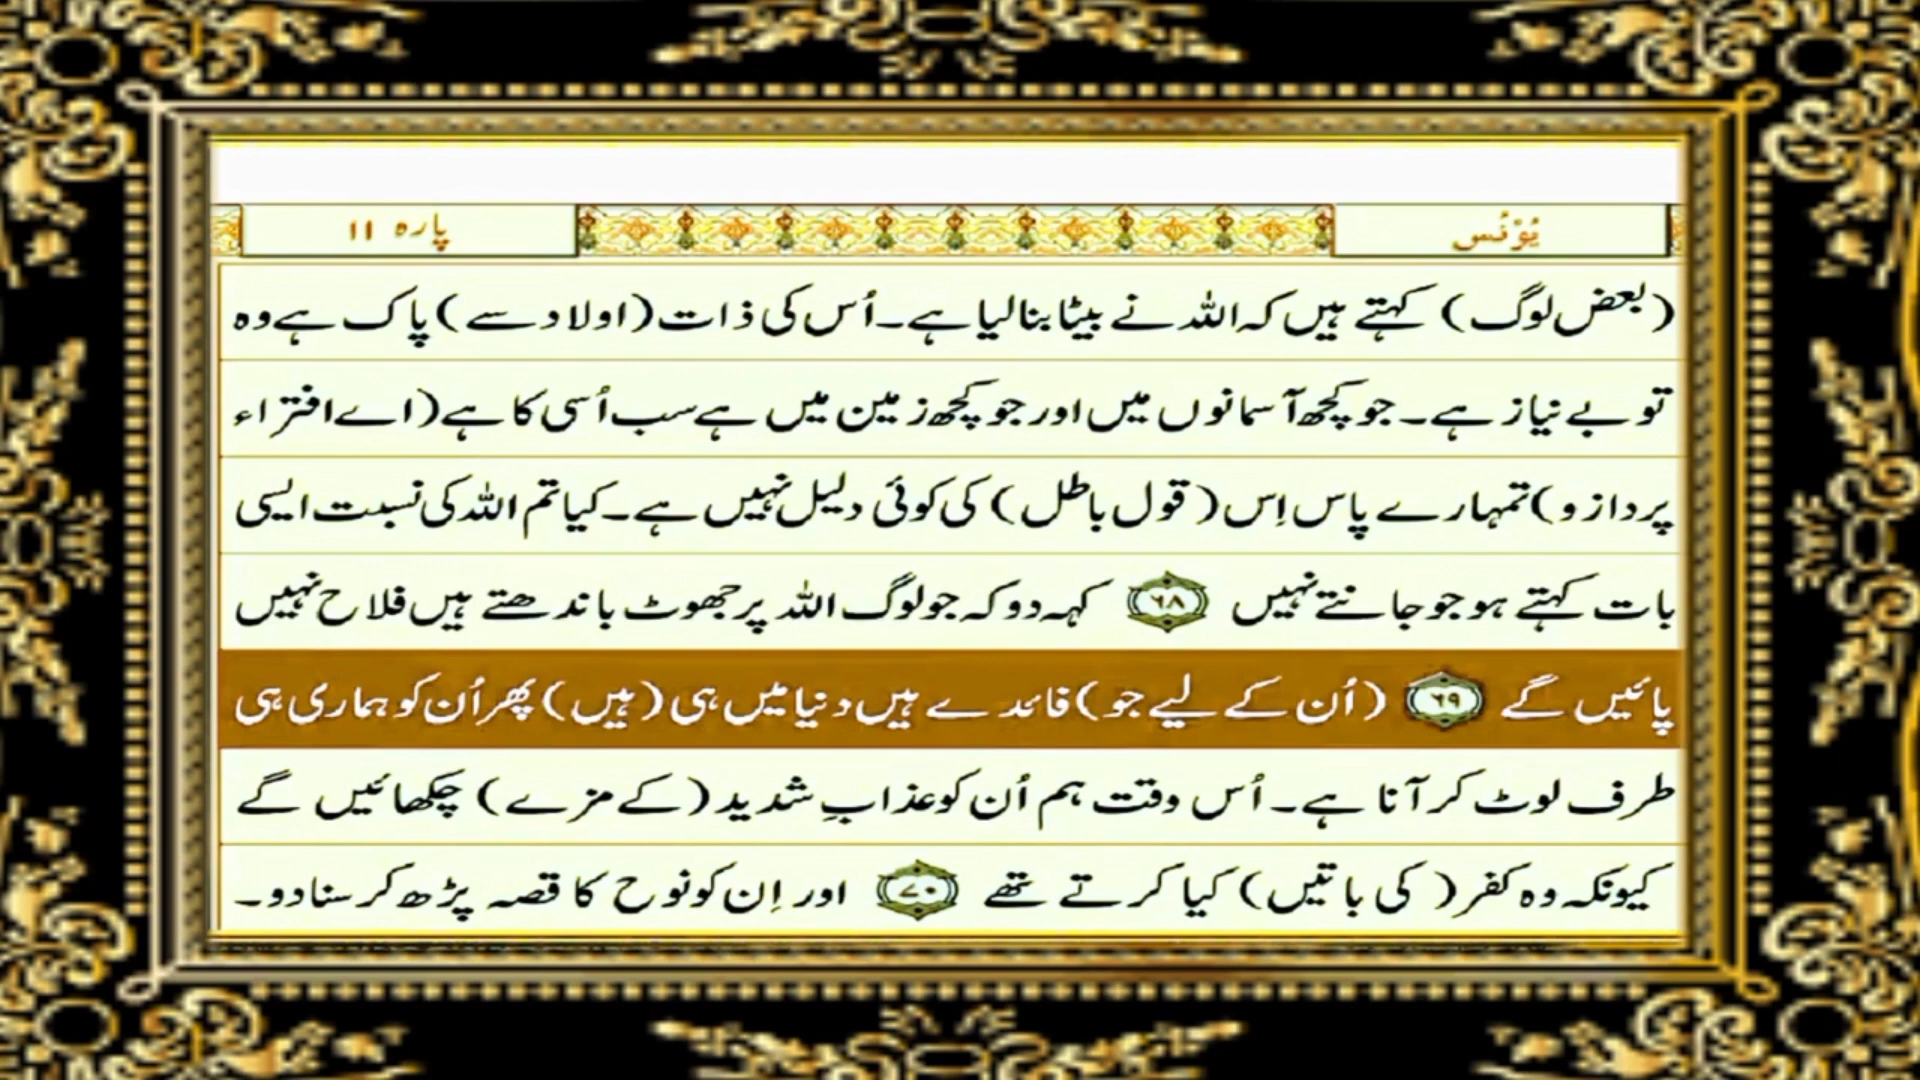 یُوْنُس
پارہ ۱۱
(بعض لوگ) کہتے ہیں کہ اللہ نے بیٹا بنا لیا ہے۔ اُس کی ذات (اولاد سے) پاک ہے وہ
تو بے نیاز ہے۔ جو کچھ آسمانوں میں اور جو کچھ زمین میں ہے سب اُسی کا ہے (اے افتراء
پردازو) تمہارے پاس اِس (قول باطل) کی کوئی دلیل نہیں ہے۔ کیا تم اللہ کی نسبت ایسی
بات کہتے ہو جو جانتے نہیں ۶۸ کہہ دو کہ جو لوگ اللہ پر جھوٹ باندھتے ہیں فلاح نہیں
پائیں گے ۶۹ (اُن کے لیے جو) فائدے ہیں دنیا میں ہی (ہیں) پھر اُن کو ہماری ہی
طرف لوٹ کر آنا ہے۔ اُس وقت ہم اُن کو عذابِ شدید (کے مزے) چکھائیں گے
کیونکہ وہ کفر (کی باتیں) کیا کرتے تھے ۷۰ اور اِن کو نوح کا قصہ پڑھ کر سنا دو۔